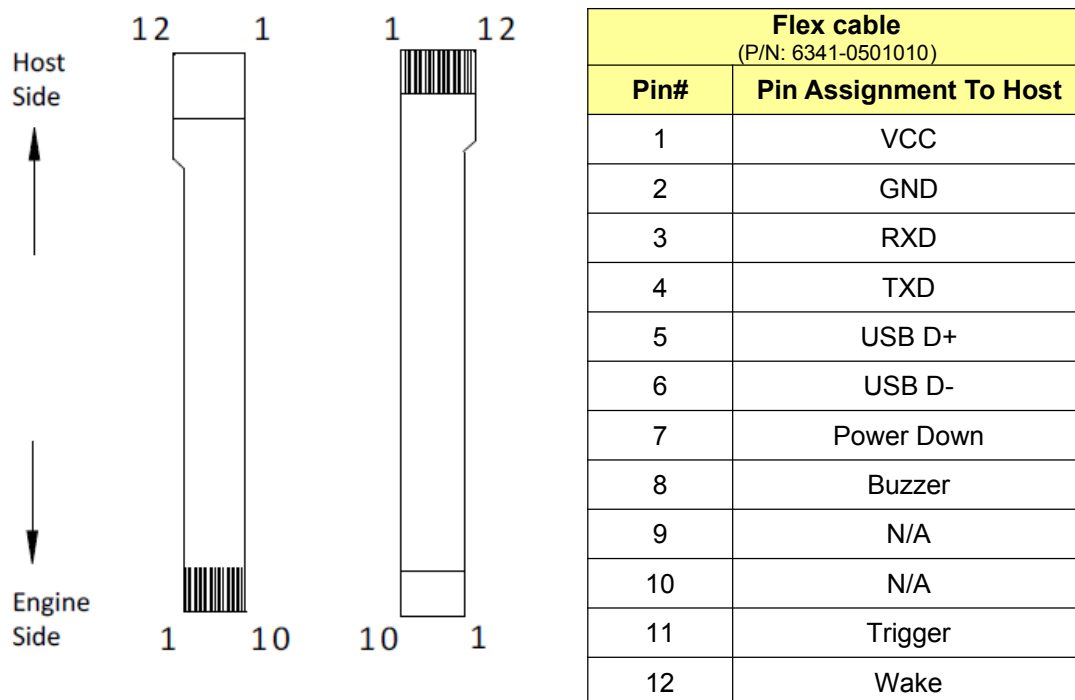 12 1 1 12
Host
Side
Engine
Side
1 10 10 1
Flex cable
(P/N: 6341-0501010)
Pin# Pin Assignment To Host
1 VCC
2 GND
3 RXD
4 TXD
5 USB D+
6 USB D-
7 Power Down
8 Buzzer
9 N/A
10 N/A
11 Trigger
12 Wake